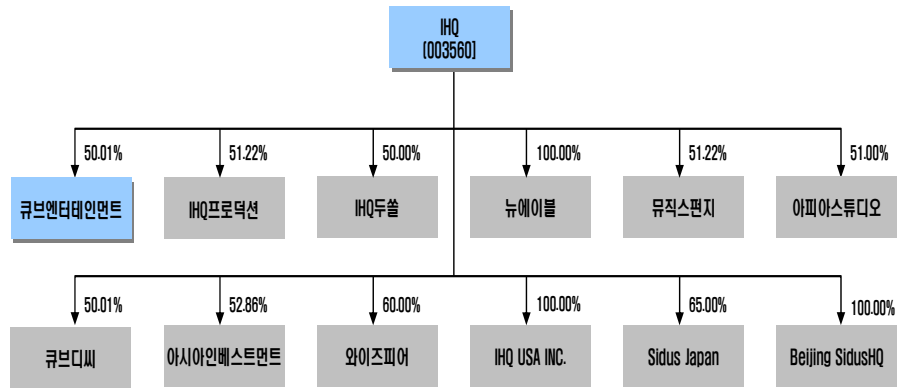 IHQ
[003560]
50.01%
51.22%
50.00%
100.00%
51.22%
51.00%
큐브엔터테인먼트
IHQ프로덕션
IHQ두쏠
뉴에이블
뮤직스펀지
아피아스튜디오
50.01%
52.86%
60.00%
100.00%
65.00%
100.00%
큐브디씨
아시아인베스트먼트
와이즈피어
IHQ USA INC.
Sidus Japan
Beijing SidusHQ